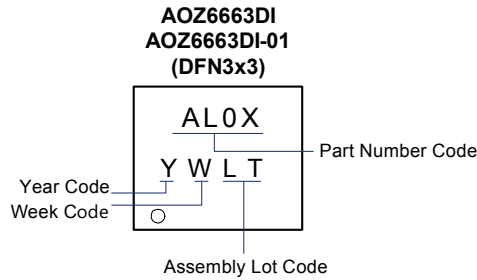 AOZ6663DI
AOZ6663DI-01
(DFN3x3)
AL0X
Part Number Code
Y W L T
Year Code
Week Code
Assembly Lot Code